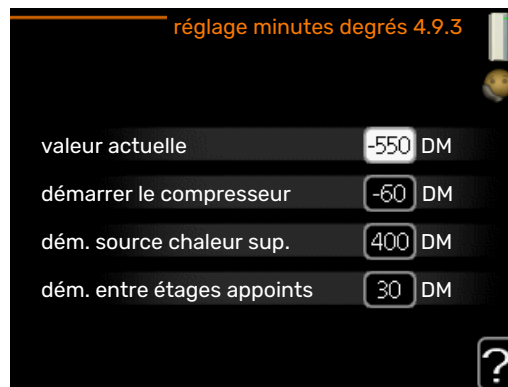 réglage minutes degrés 4.9.3
valeur actuelle -550 DM
démarrer le compresseur -60 DM
dém. source chaleur sup. 400 DM
dém. entre étages appoints 30 DM
?